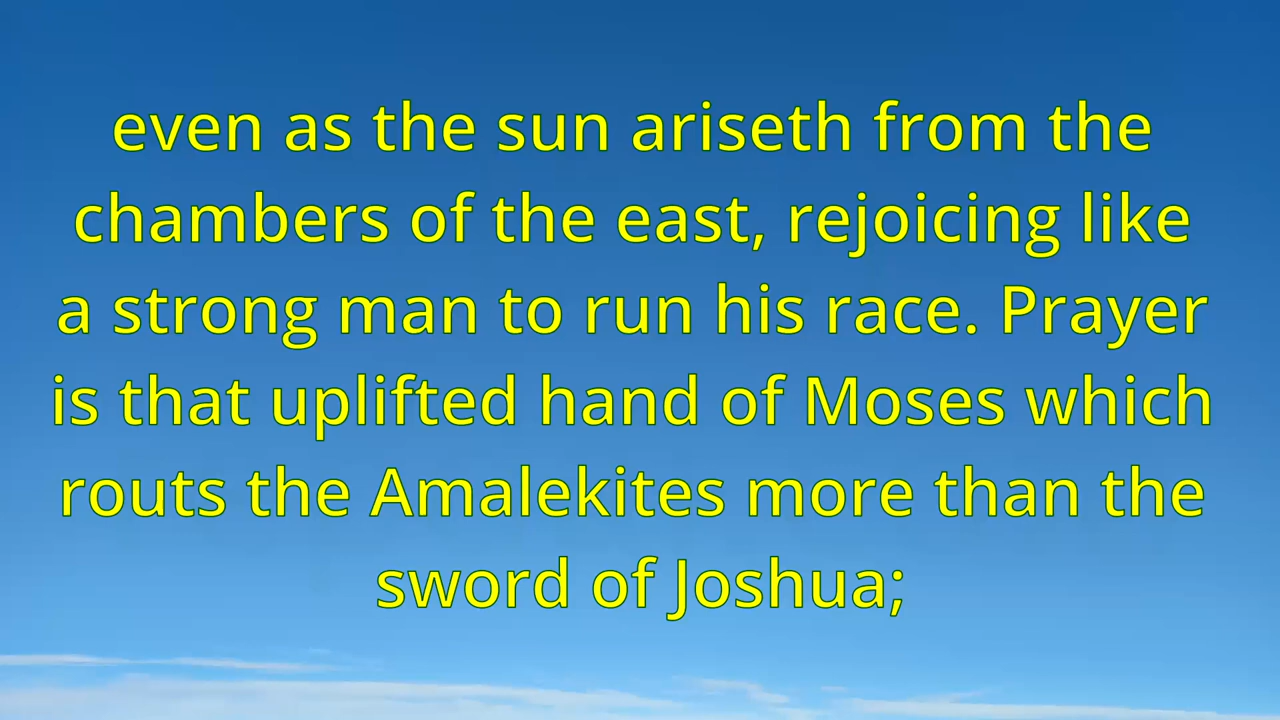 even as the sun ariseth from the
chambers of the east, rejoicing like
a strong man to run his race. Prayer
is that uplifted hand of Moses which
routs the Amalekites more than the
sword of Joshua;